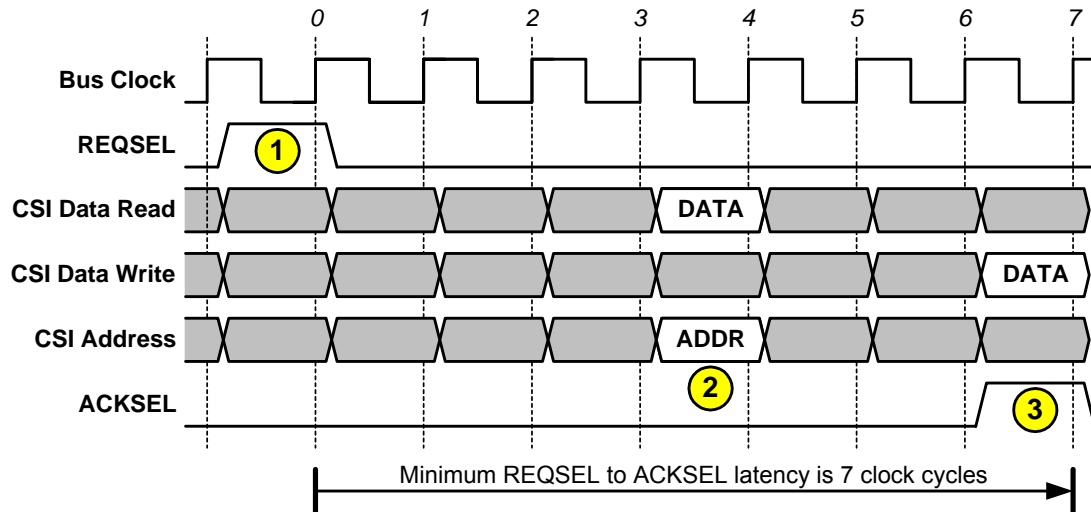 0 1 2 3 4 5 6 7
Bus Clock
REQSEL
1
CSI Data Read
DATA
CSI Data Write
DATA
CSI Address
ADDR
2
ACKSEL
3
Minimum REQSEL to ACKSEL latency is 7 clock cycles